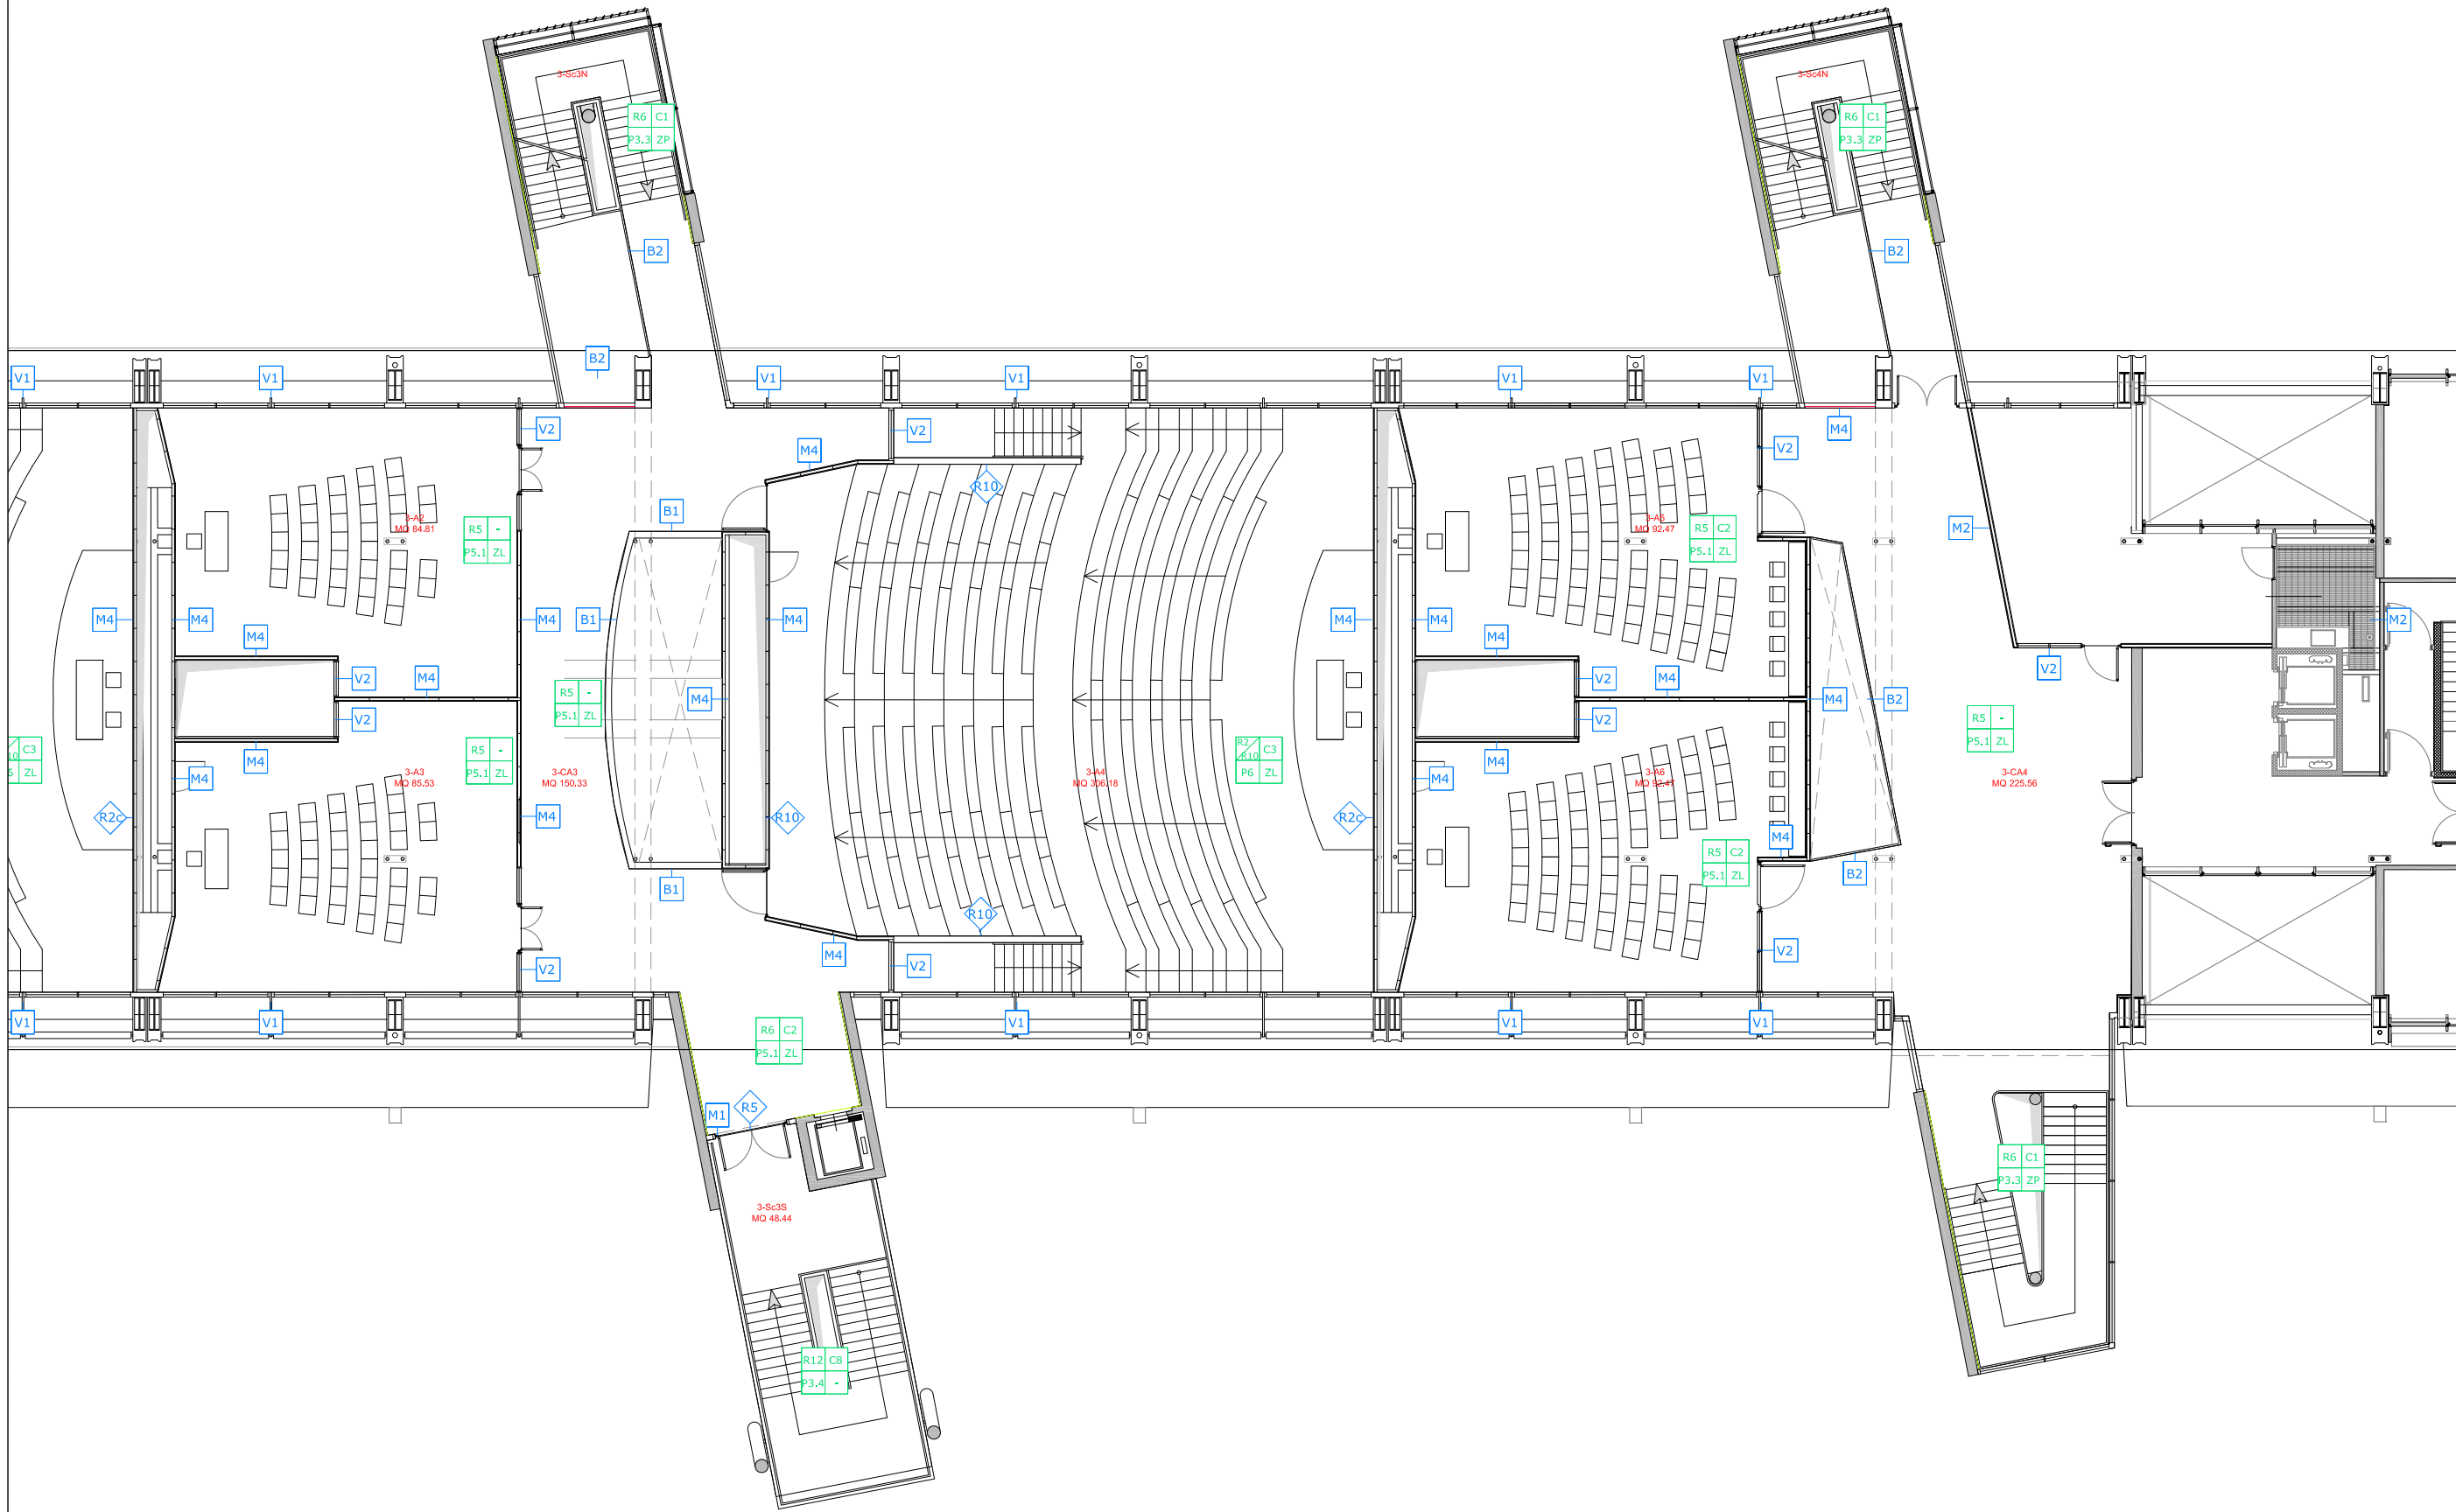 3-Sc3N
R6 C1
P3.3 ZP
B2
3-Sc4N
R6 C1
P3.3 ZP
B2
B2
V1
V1
V1
V1
V1
V1
V2
M4
V2
M4
V2
R10
B1
3-A2
MQ 84.81
R5 -
P5.1 ZL
3-A5
MQ 92.47
R5 C2
P5.1 ZL
M2
M4
M4
M4
B1
M4
M4
M4
M2
M4
M4
V2
V2
V2
M4
M4
M4
M4
B2
R5 -
P5.1 ZL
V2
V2
R5 -
P5.1 ZL
C3
ZL
M4
R5 -
P5.1 ZL
R2/R10 C3
P6 ZL
M4
M4
3-A3
MQ 85.53
3-CA3
MQ 150.33
3-A4
MQ 306.18
M4
3-A6
MQ 92.47
3-CA4
MQ 225.56
R2c
M4
R10
R2c
M4
R5 C2
P5.1 ZL
B2
B1
R10
V2
M4
V2
V2
V1
V1
V1
V1
V1
R6 C2
P5.1 ZL
M1
R5
R6 C1
P3.3 ZP
3-Sc3S
MQ 48.44
R12 C8
P3.4 -